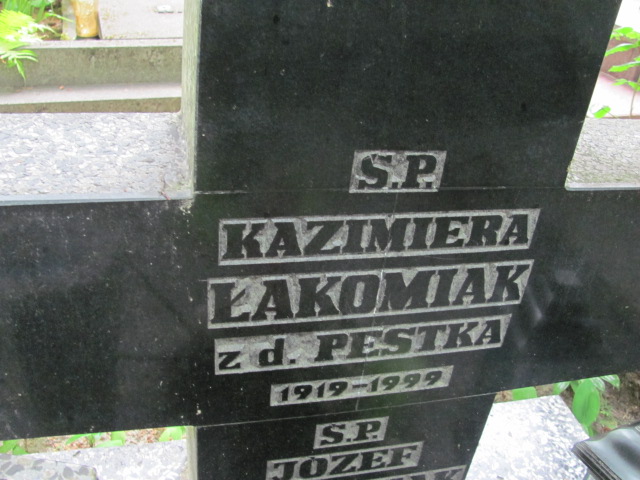 Ś.P.
KAZIMIERA
ŁAKOMIAK
z d. PESTKA
1919-1999
Ś.P.
JÓZEF